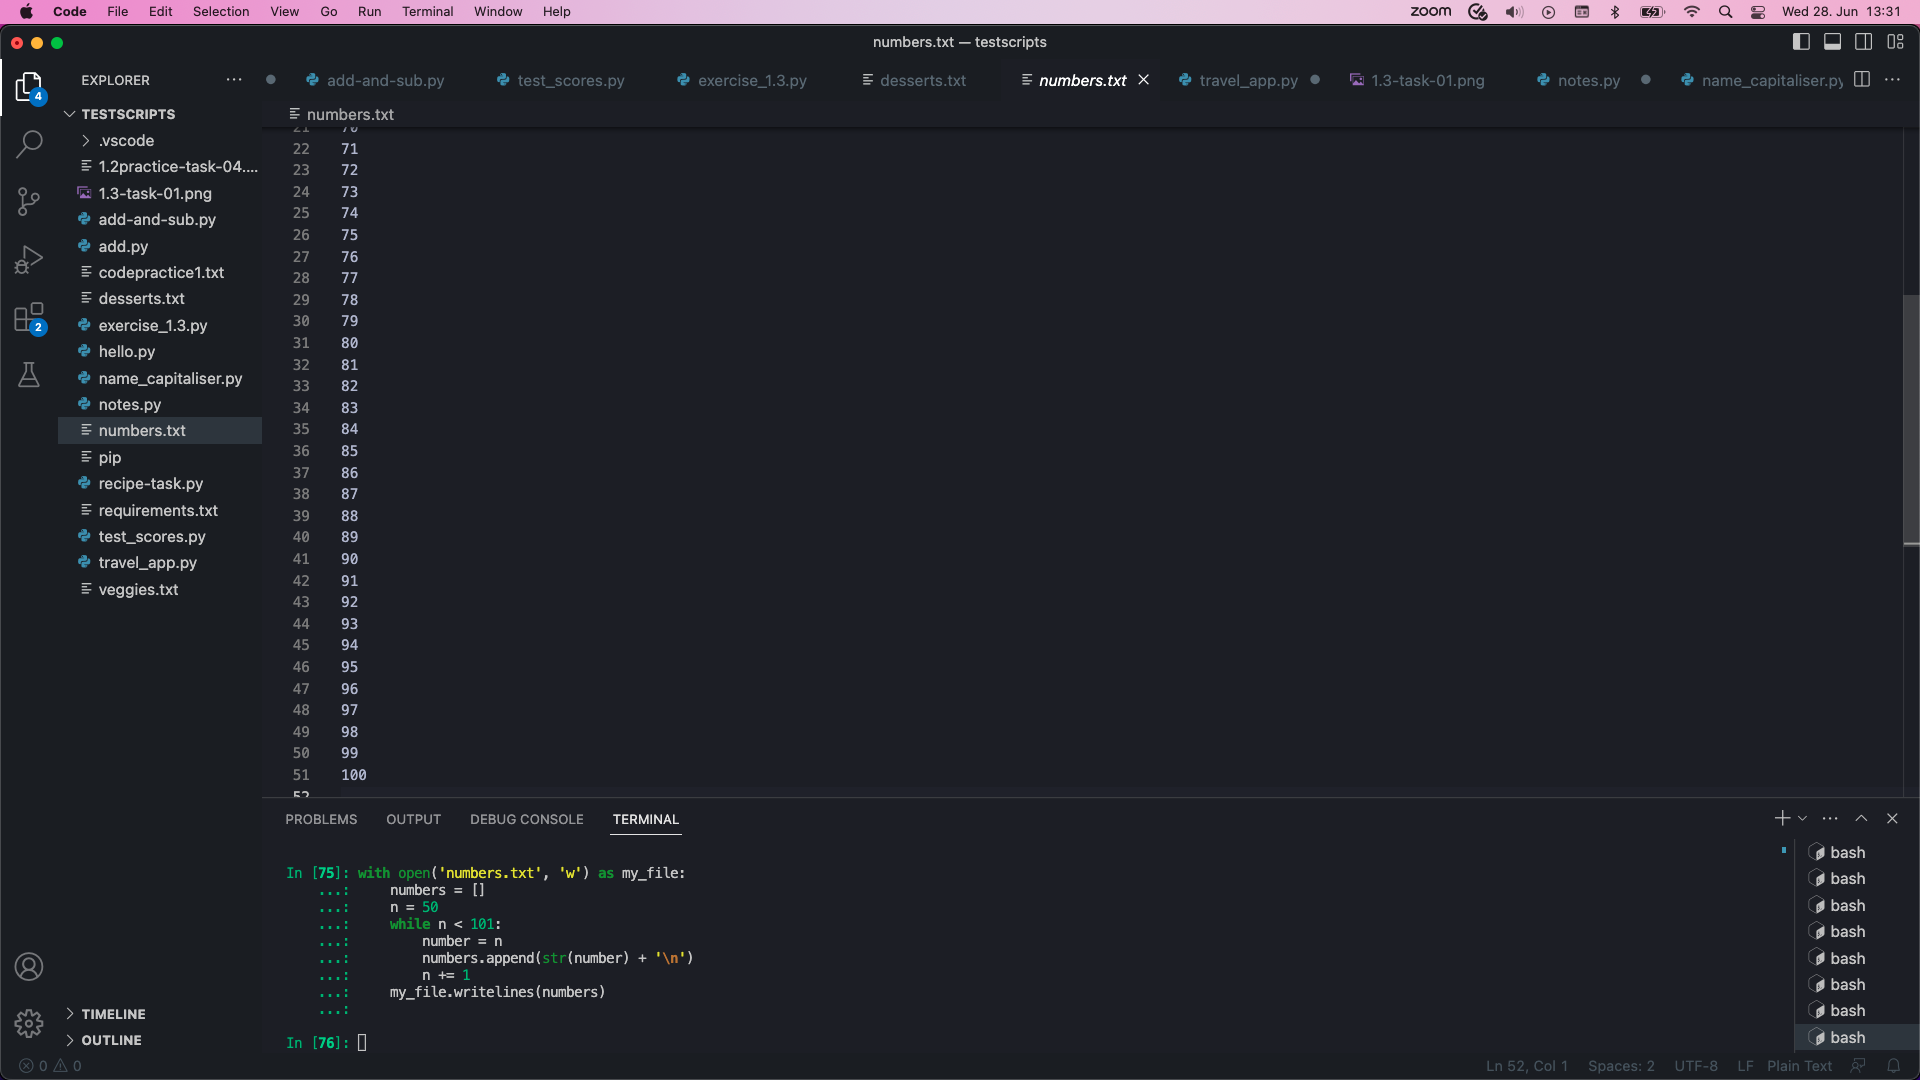 Code File Edit Selection View Go Run Terminal Window Help zoom Wed 28. Jun 13:31
numbers.txt — testscripts
EXPLORER
add-and-sub.py test_scores.py exercise_1.3.py desserts.txt numbers.txt travel_app.py 1.3-task-01.png notes.py name_capitaliser.py
4
TESTSCRIPTS
numbers.txt
.vscode
1.2practice-task-04....
1.3-task-01.png
add-and-sub.py
add.py
codepractice1.txt
desserts.txt
exercise_1.3.py
2
hello.py
name_capitaliser.py
notes.py
numbers.txt
pip
recipe-task.py
requirements.txt
test_scores.py
travel_app.py
veggies.txt
TIMELINE
OUTLINE
21 70
22 71
23 72
24 73
25 74
26 75
27 76
28 77
29 78
30 79
31 80
32 81
33 82
34 83
35 84
36 85
37 86
38 87
39 88
40 89
41 90
42 91
43 92
44 93
45 94
46 95
47 96
48 97
49 98
50 99
51 100
52
PROBLEMS OUTPUT DEBUG CONSOLE TERMINAL
In [75]: with open('numbers.txt', 'w') as my_file:
...: numbers = []
...: n = 50
...: while n < 101:
...: number = n
...: numbers.append(str(number) + '\n')
...: n += 1
...: my_file.writelines(numbers)
...:
In [76]:
bash
bash
bash
bash
bash
bash
bash
bash
0 0 Ln 52, Col 1 Spaces: 2 UTF-8 LF Plain Text